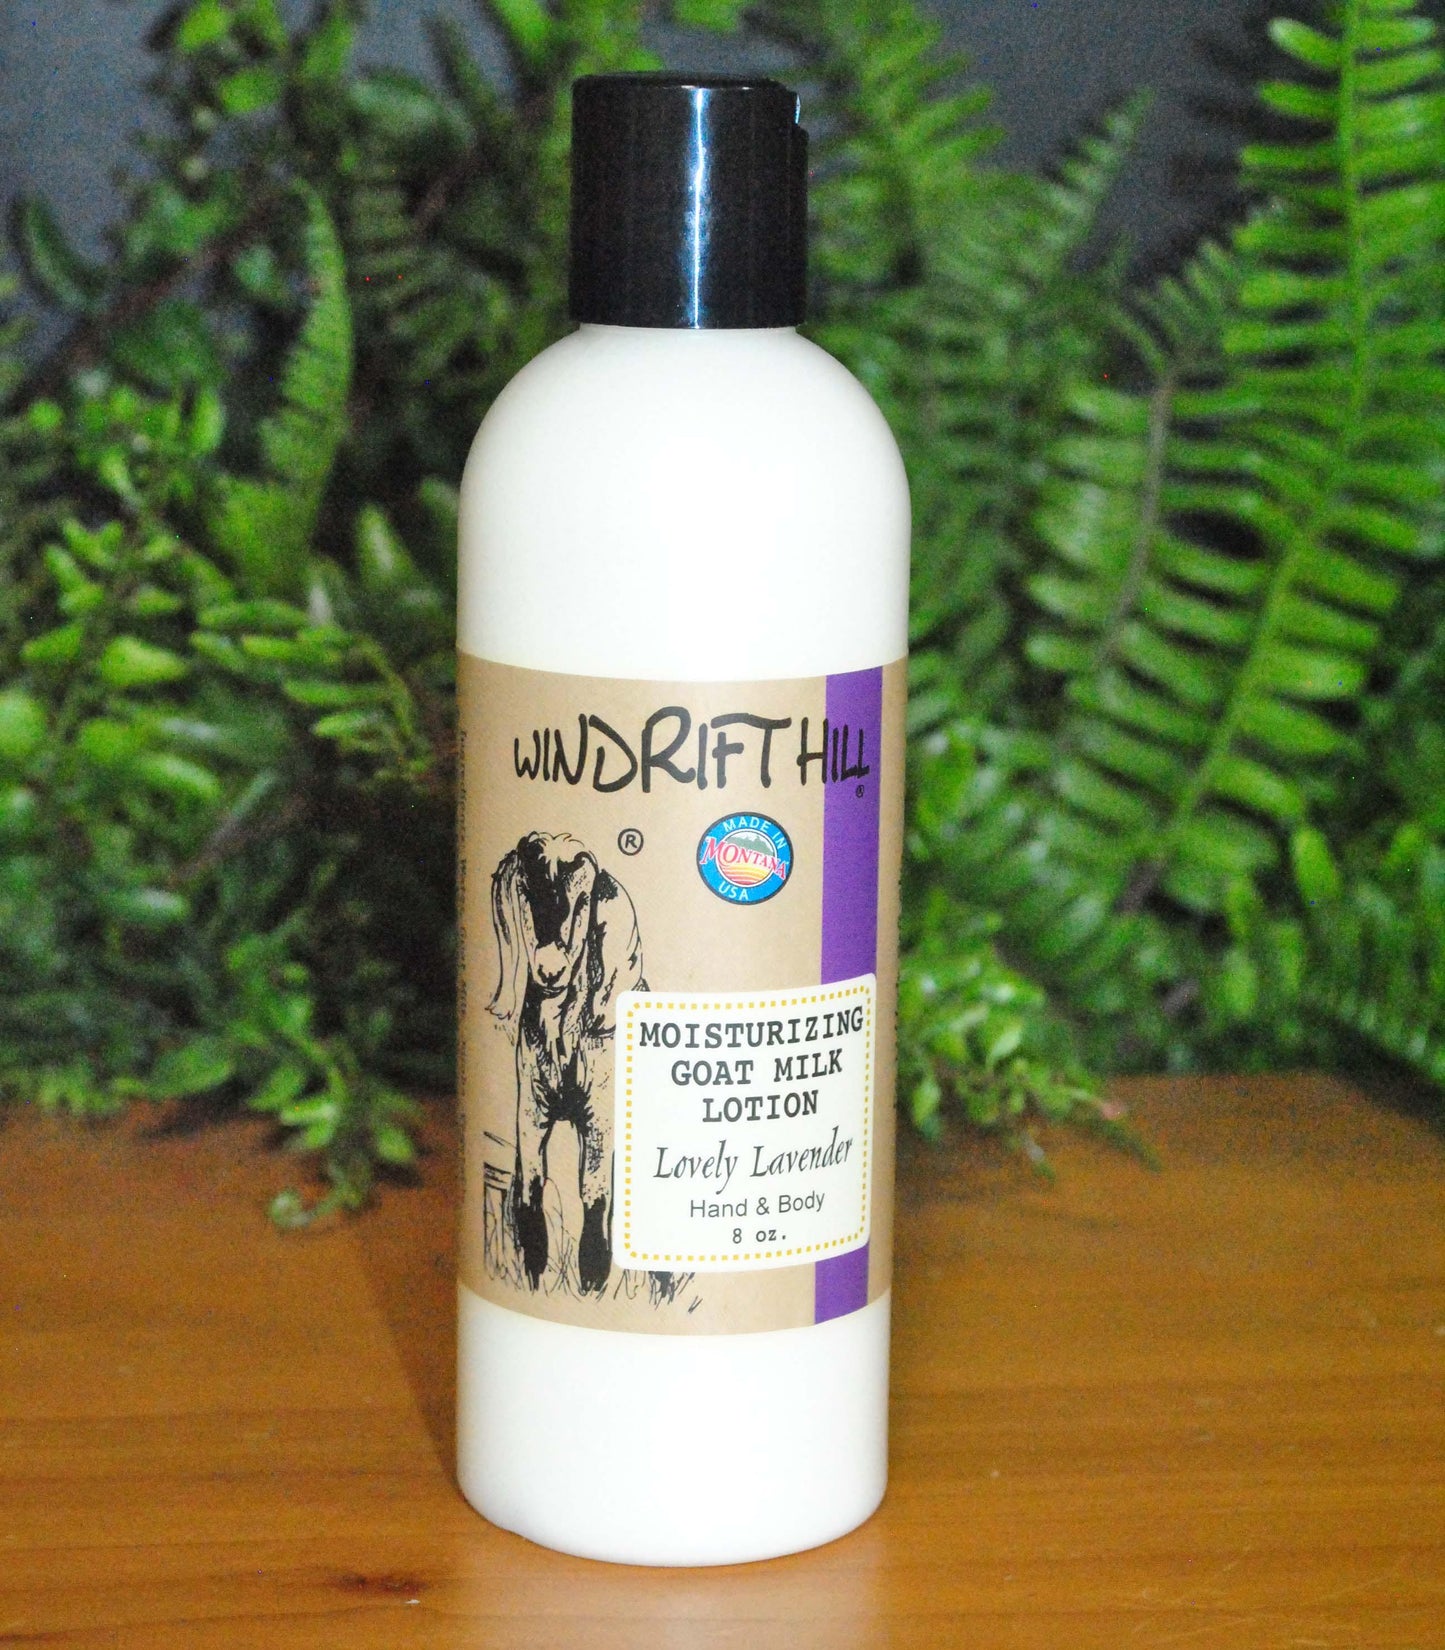 WINDRIFT HILL
®
®
MADE IN
MONTANA
USA
MOISTURIZING
GOAT MILK
LOTION
Lovely Lavender
Hand & Body
8 oz.